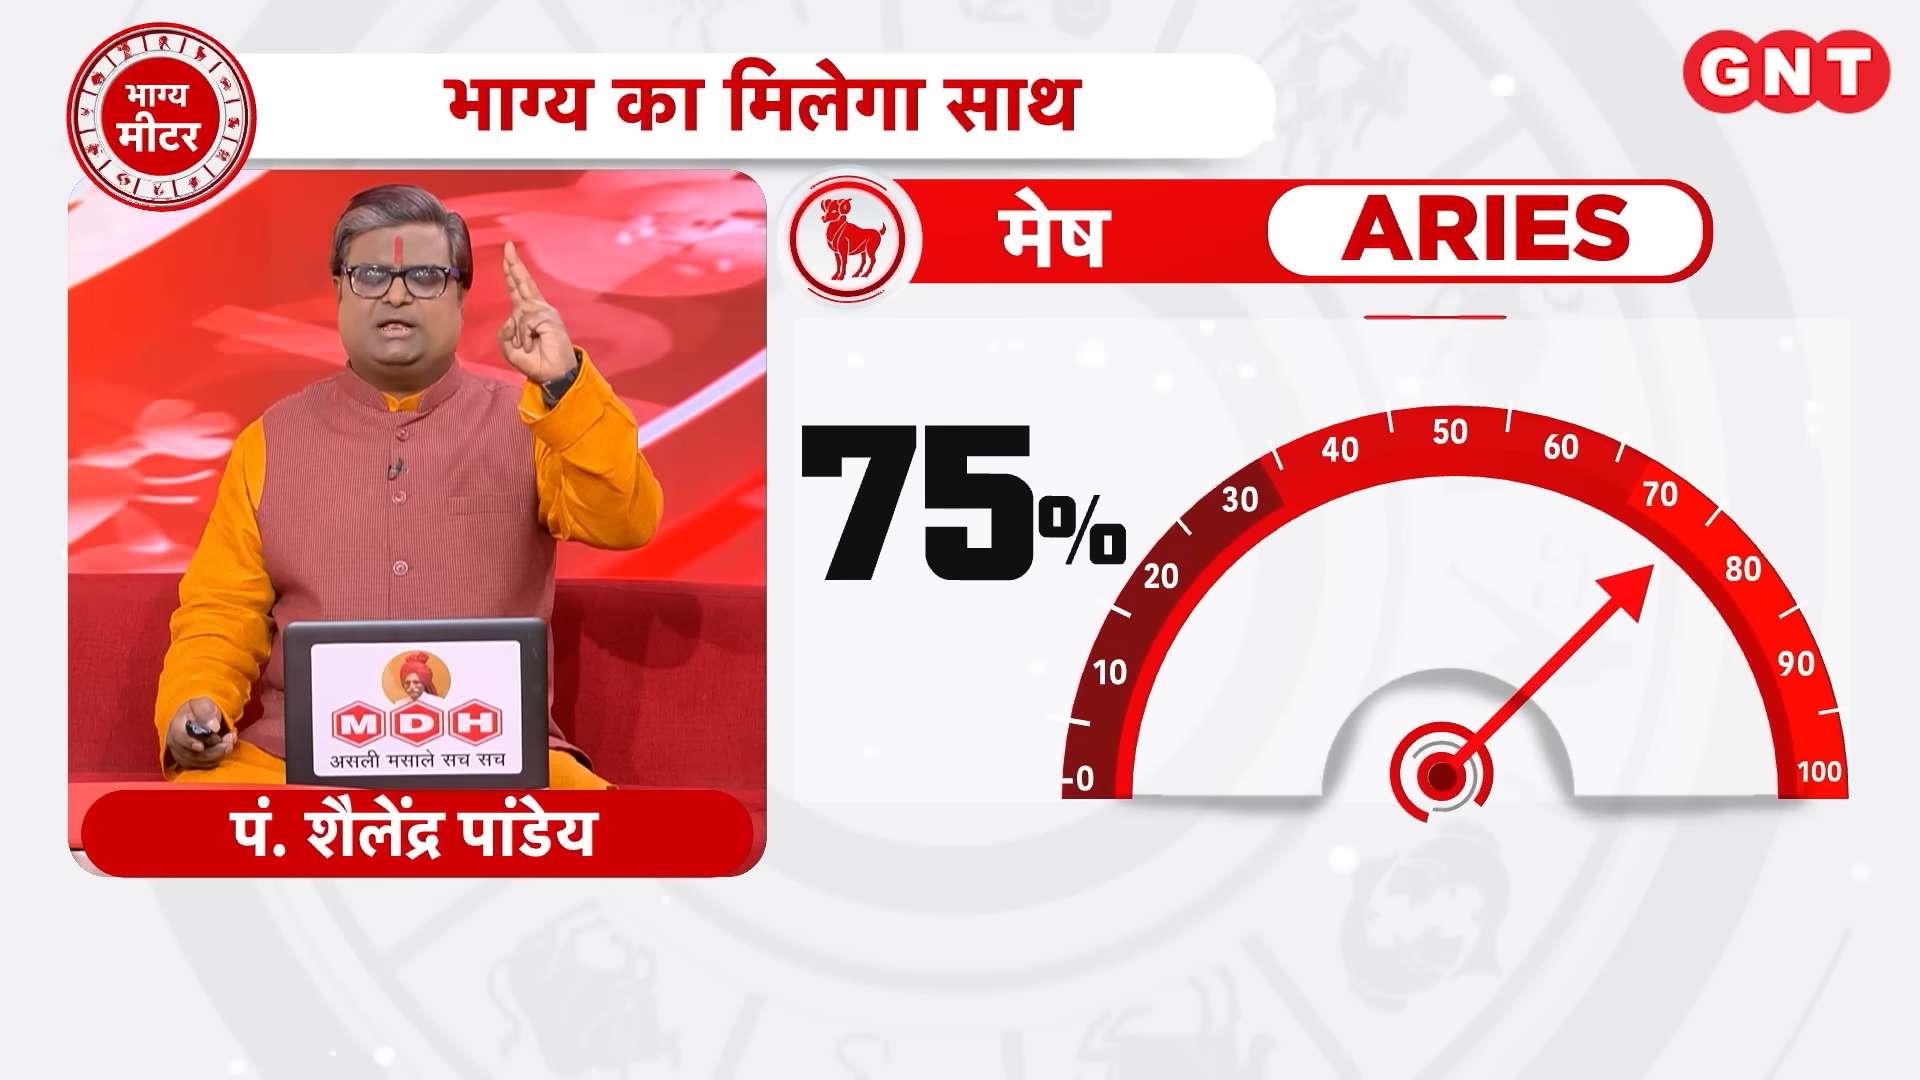 भाग्य
मीटर
भाग्य का मिलेगा साथ
GNT
मेष
ARIES
75%
-0
10
20
30
40
50
60
70
80
90
100
MDH
असली मसाले सच सच
पं. शैलेंद्र पांडेय